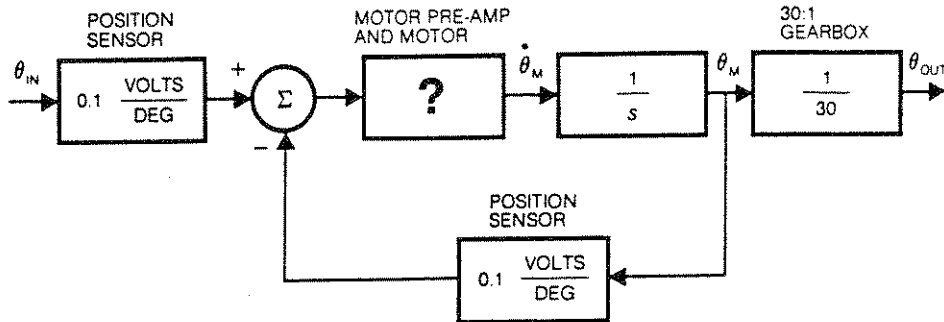 POSITION
SENSOR
MOTOR PRE-AMP
AND MOTOR
30:1
GEARBOX
θIN
0.1 VOLTS
DEG
+
Σ
−
?
θ̇M
1
s
θM
1
30
θOUT
POSITION
SENSOR
0.1 VOLTS
DEG